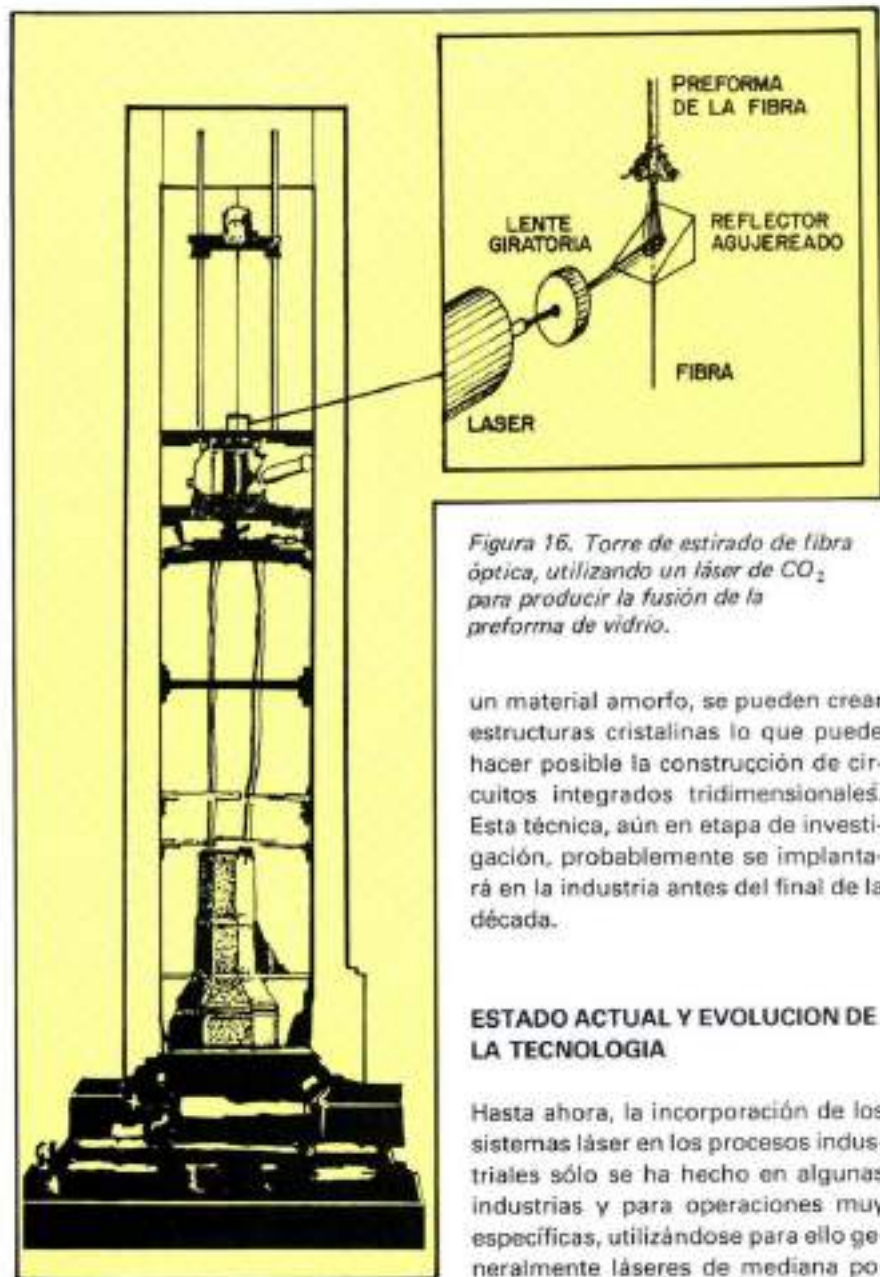 PREFORMA
DE LA FIBRA
LENTE
GIRATORIA
REFLECTOR
AGUJEREADO
FIBRA
LASER
Figura 16. Torre de estirado de fibra
óptica, utilizando un láser de CO₂
para producir la fusión de la
preforma de vidrio.
un material amorfo, se pueden crear
estructuras cristalinas lo que puede
hacer posible la construcción de cir-
cuitos integrados tridimensionales.
Esta técnica, aún en etapa de investi-
gación, probablemente se implanta-
rá en la industria antes del final de la
década.
ESTADO ACTUAL Y EVOLUCION DE
LA TECNOLOGIA
Hasta ahora, la incorporación de los
sistemas láser en los procesos indus-
triales sólo se ha hecho en algunas
industrias y para operaciones muy
específicas, utilizándose para ello ge-
neralmente láseres de mediana po-